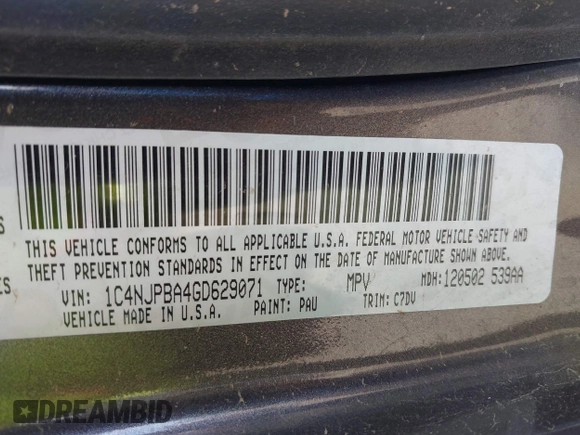 THIS VEHICLE CONFORMS TO ALL APPLICABLE U.S.A. FEDERAL MOTOR VEHICLE SAFETY AND
THEFT PREVENTION STANDARDS IN EFFECT ON THE DATE OF MANUFACTURE SHOWN ABOVE.
VIN: 1C4NJPBA4GD629071 TYPE: MPV MDH: 120502 539AA
VEHICLE MADE IN U.S.A. PAINT: PAU TRIM: C7DV
DREAMBID